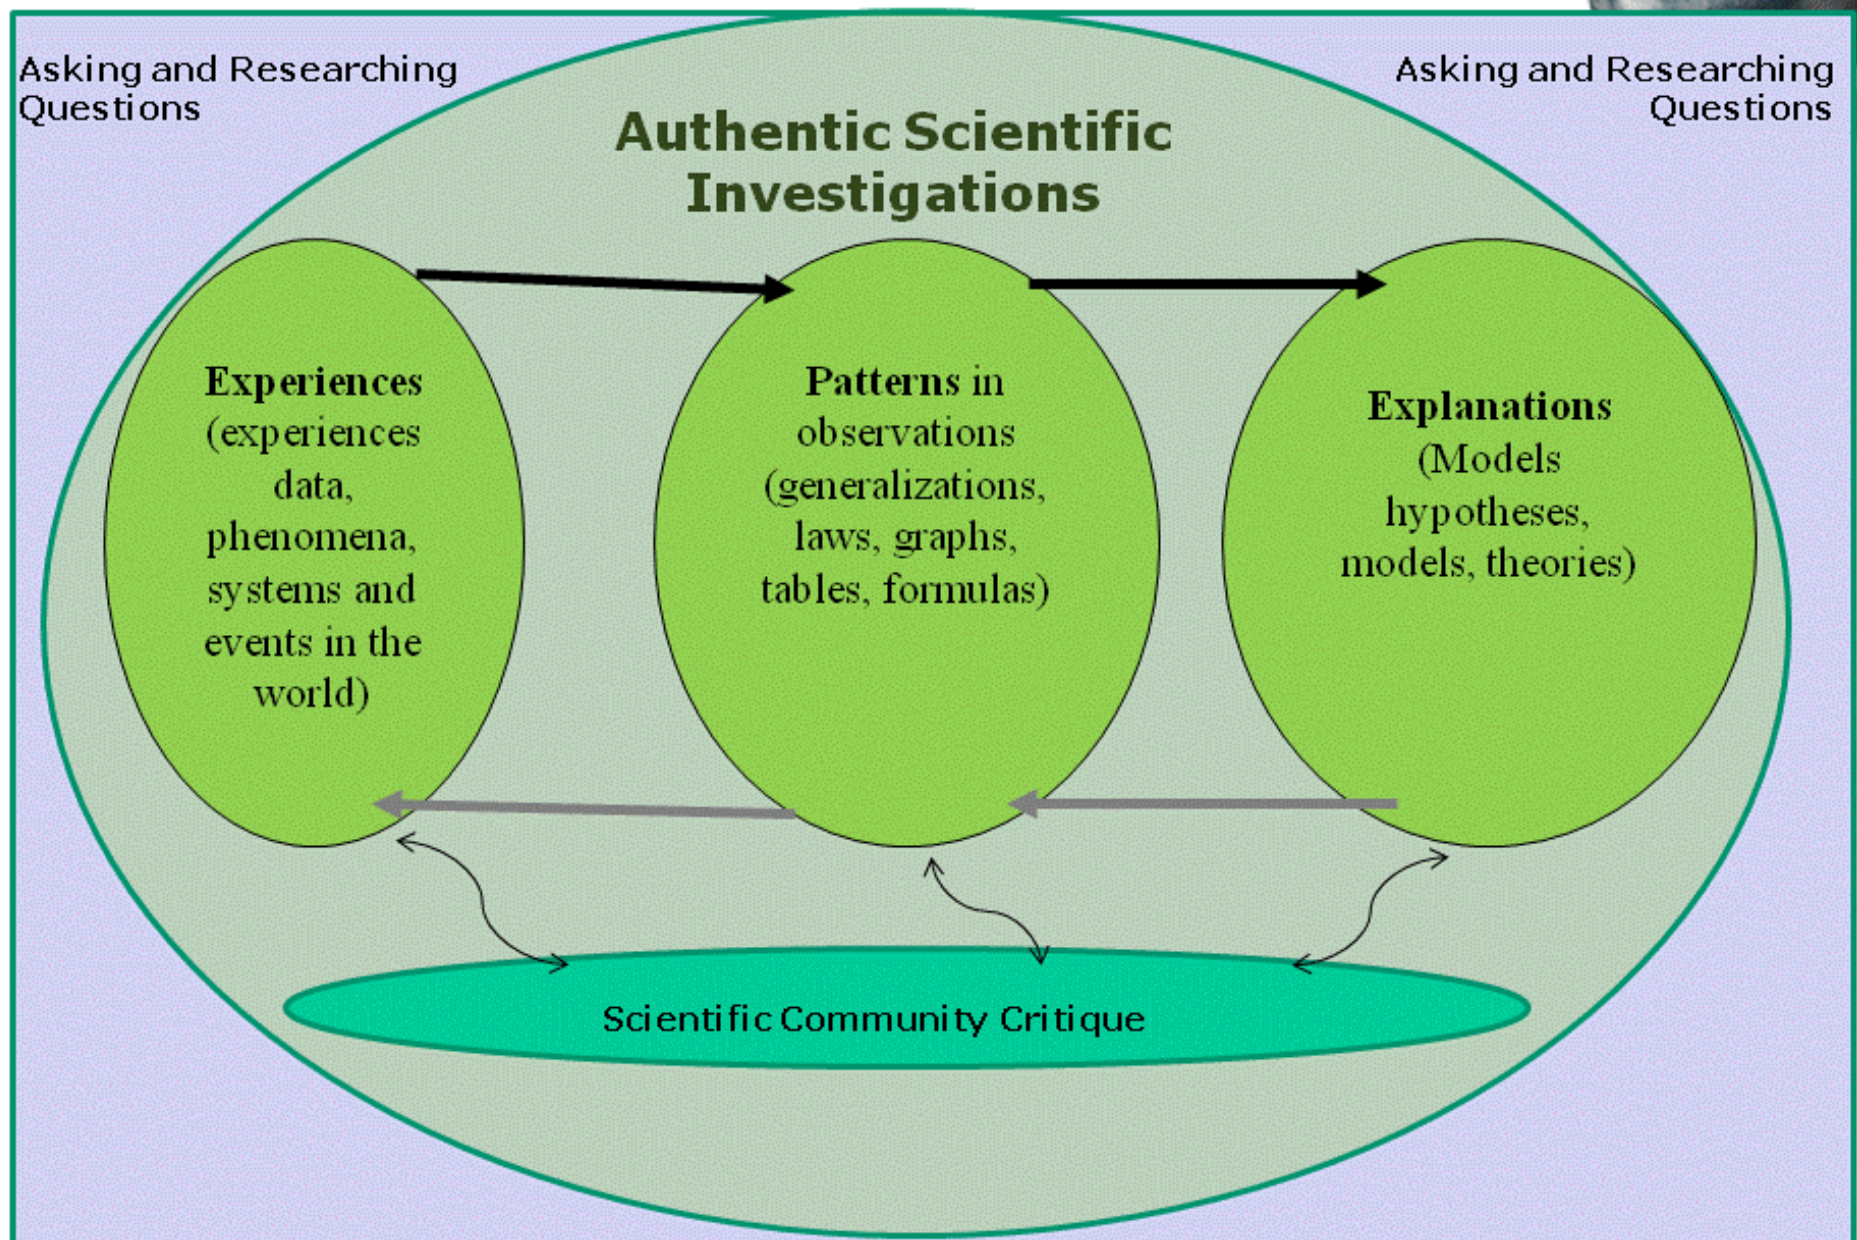 Asking and Researching
Questions
Asking and Researching
Questions
Authentic Scientific
Investigations
Experiences
(experiences
data,
phenomena,
systems and
events in the
world)
Patterns in
observations
(generalizations,
laws, graphs,
tables, formulas)
Explanations
(Models
hypotheses,
models, theories)
Scientific Community Critique